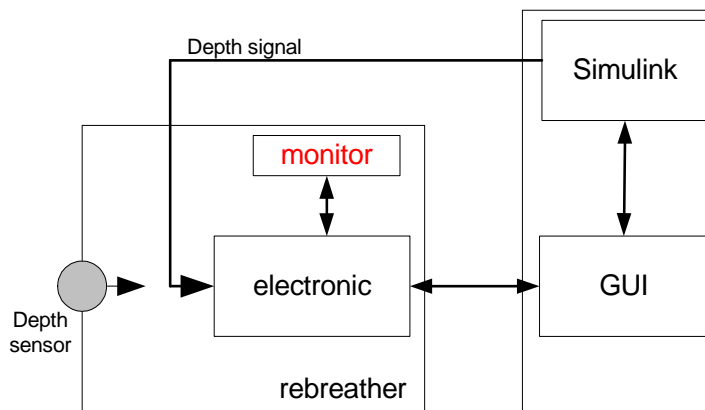 Depth signal
Simulink
monitor
electronic
GUI
Depth
sensor
rebreather